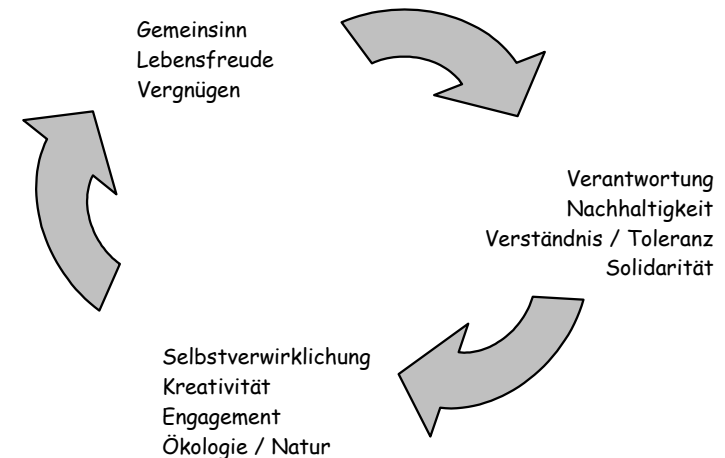 Gemeinsinn
Lebensfreude
Vergnügen
Verantwortung
Nachhaltigkeit
Verständnis / Toleranz
Solidarität
Selbstverwirklichung
Kreativität
Engagement
Ökologie / Natur